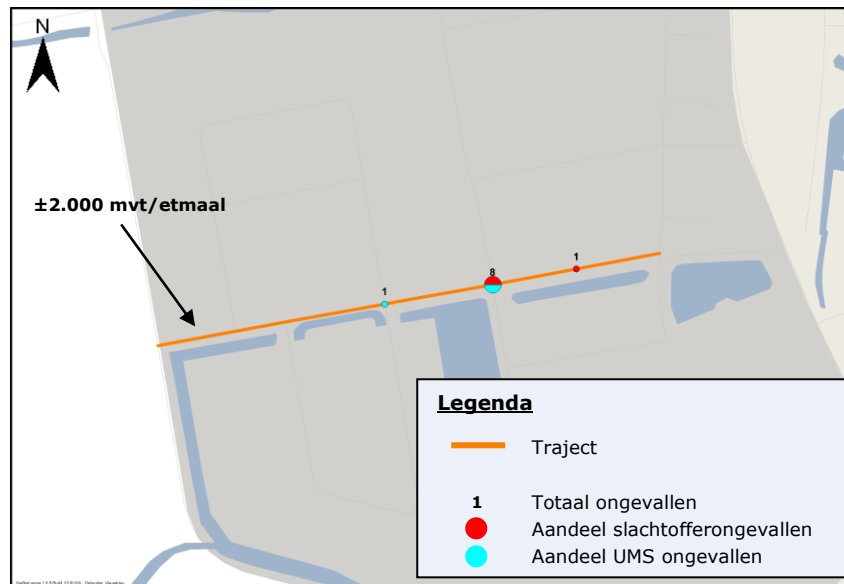 N
±2.000 mvt/etmaal
1
8
1
Legenda
Traject
1 Totaal ongevallen
Aandeel slachtofferongevallen
Aandeel UMS ongevallen